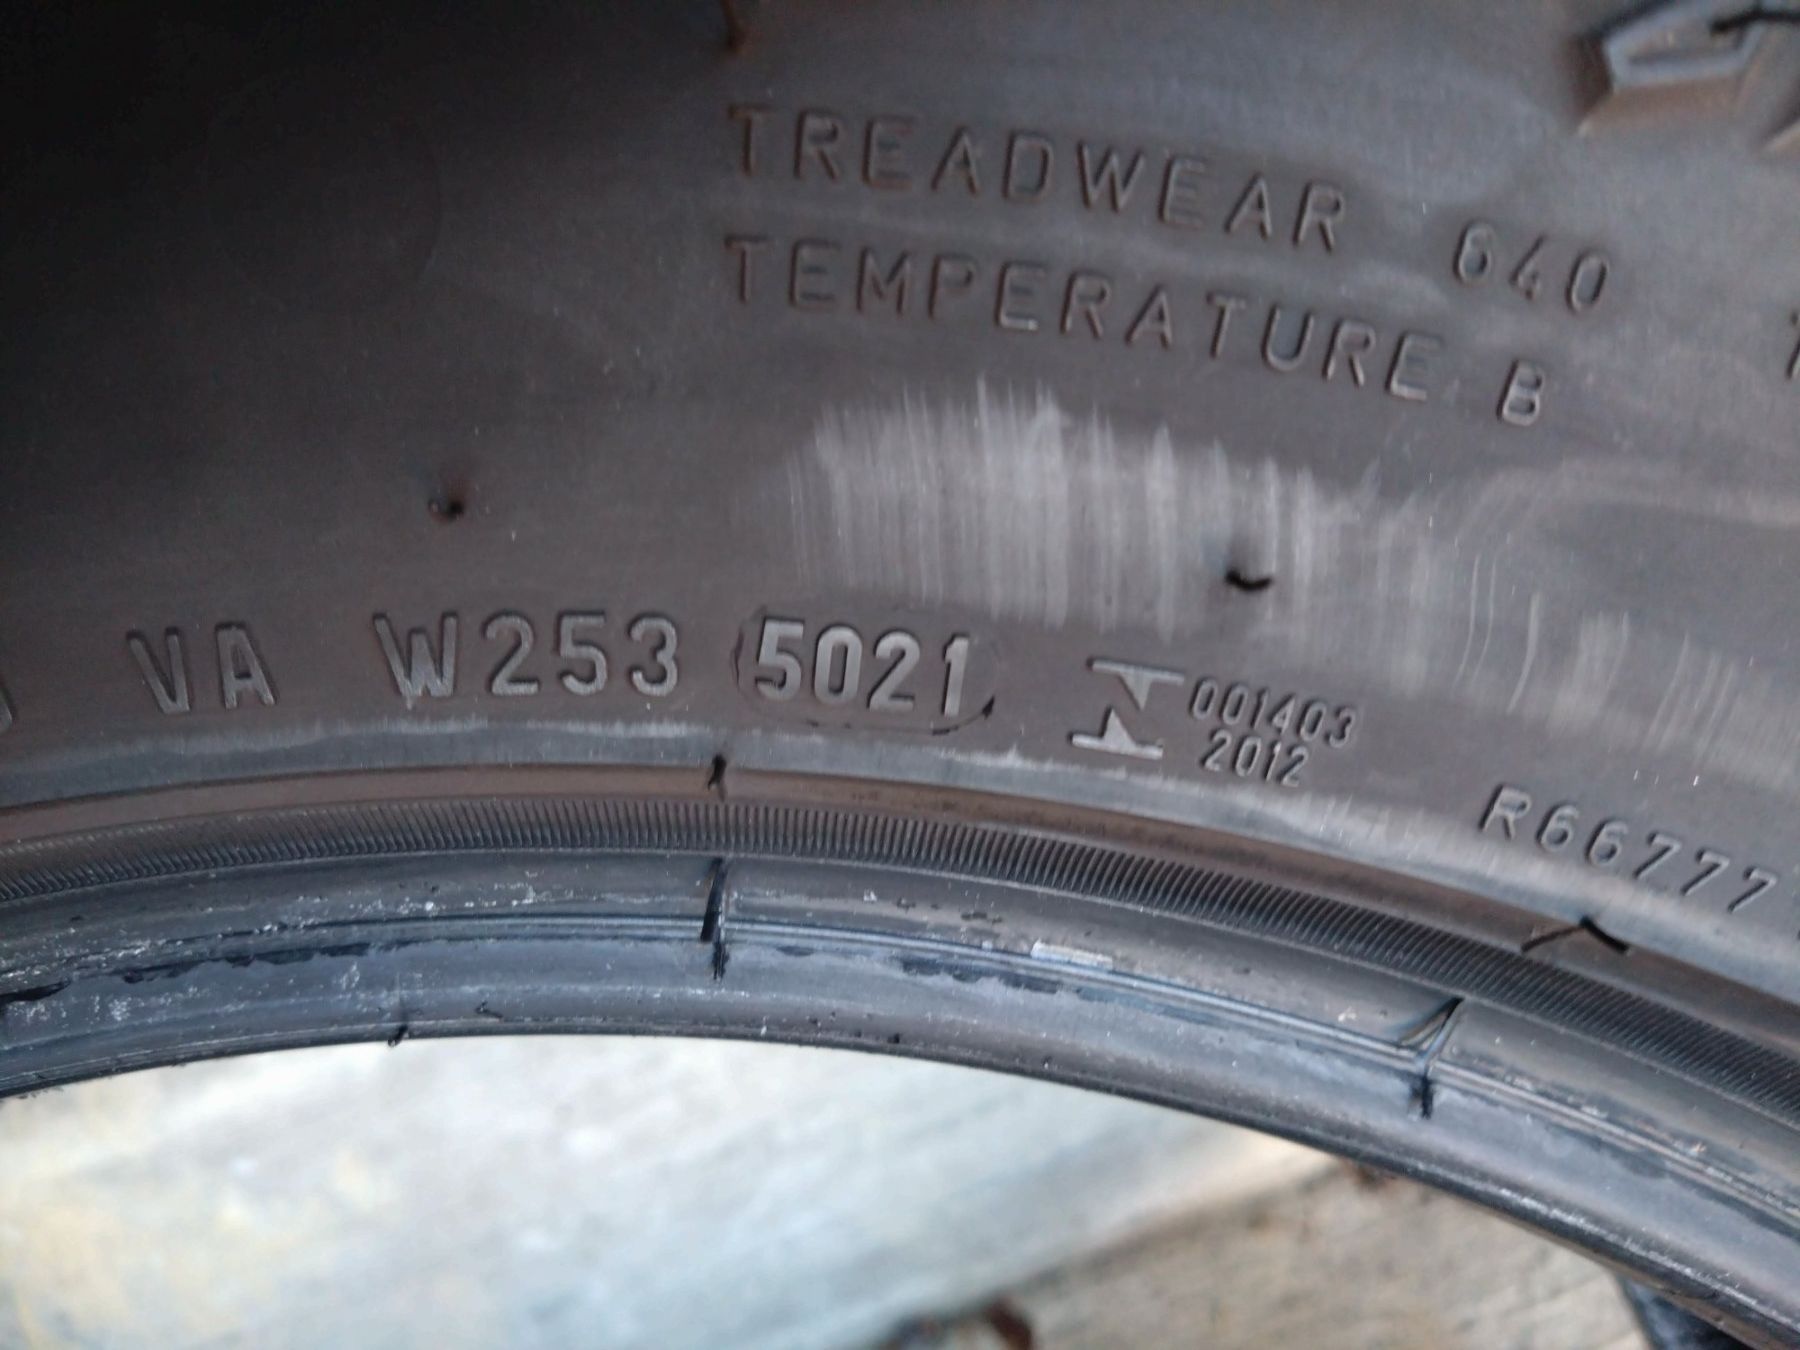 TREADWEAR 640
TEMPERATURE B
VA W253 5021
001403
2012
R66777